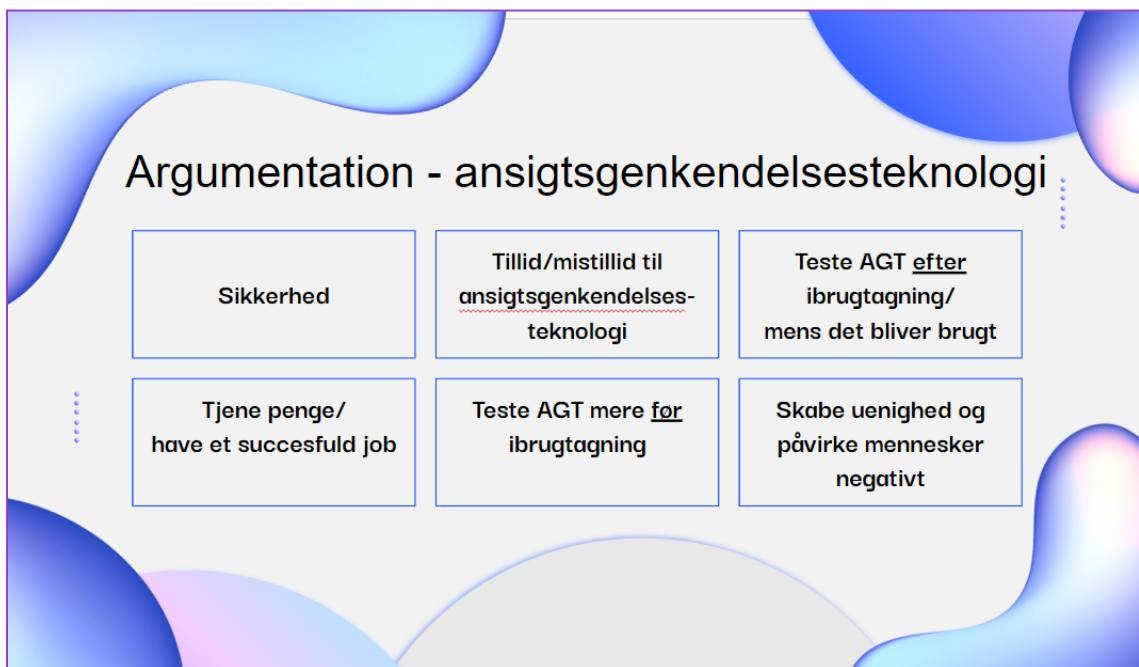 Argumentation - ansigtsgenkendelsesteknologi
Sikkerhed
Tillid/mistillid til
ansigtsgenkendelses-
teknologi
Teste AGT efter
ibrugtagning/
mens det bliver brugt
Tjene penge/
have et succesfuld job
Teste AGT mere før
ibrugtagning
Skabe uenighed og
påvirke mennesker
negativt